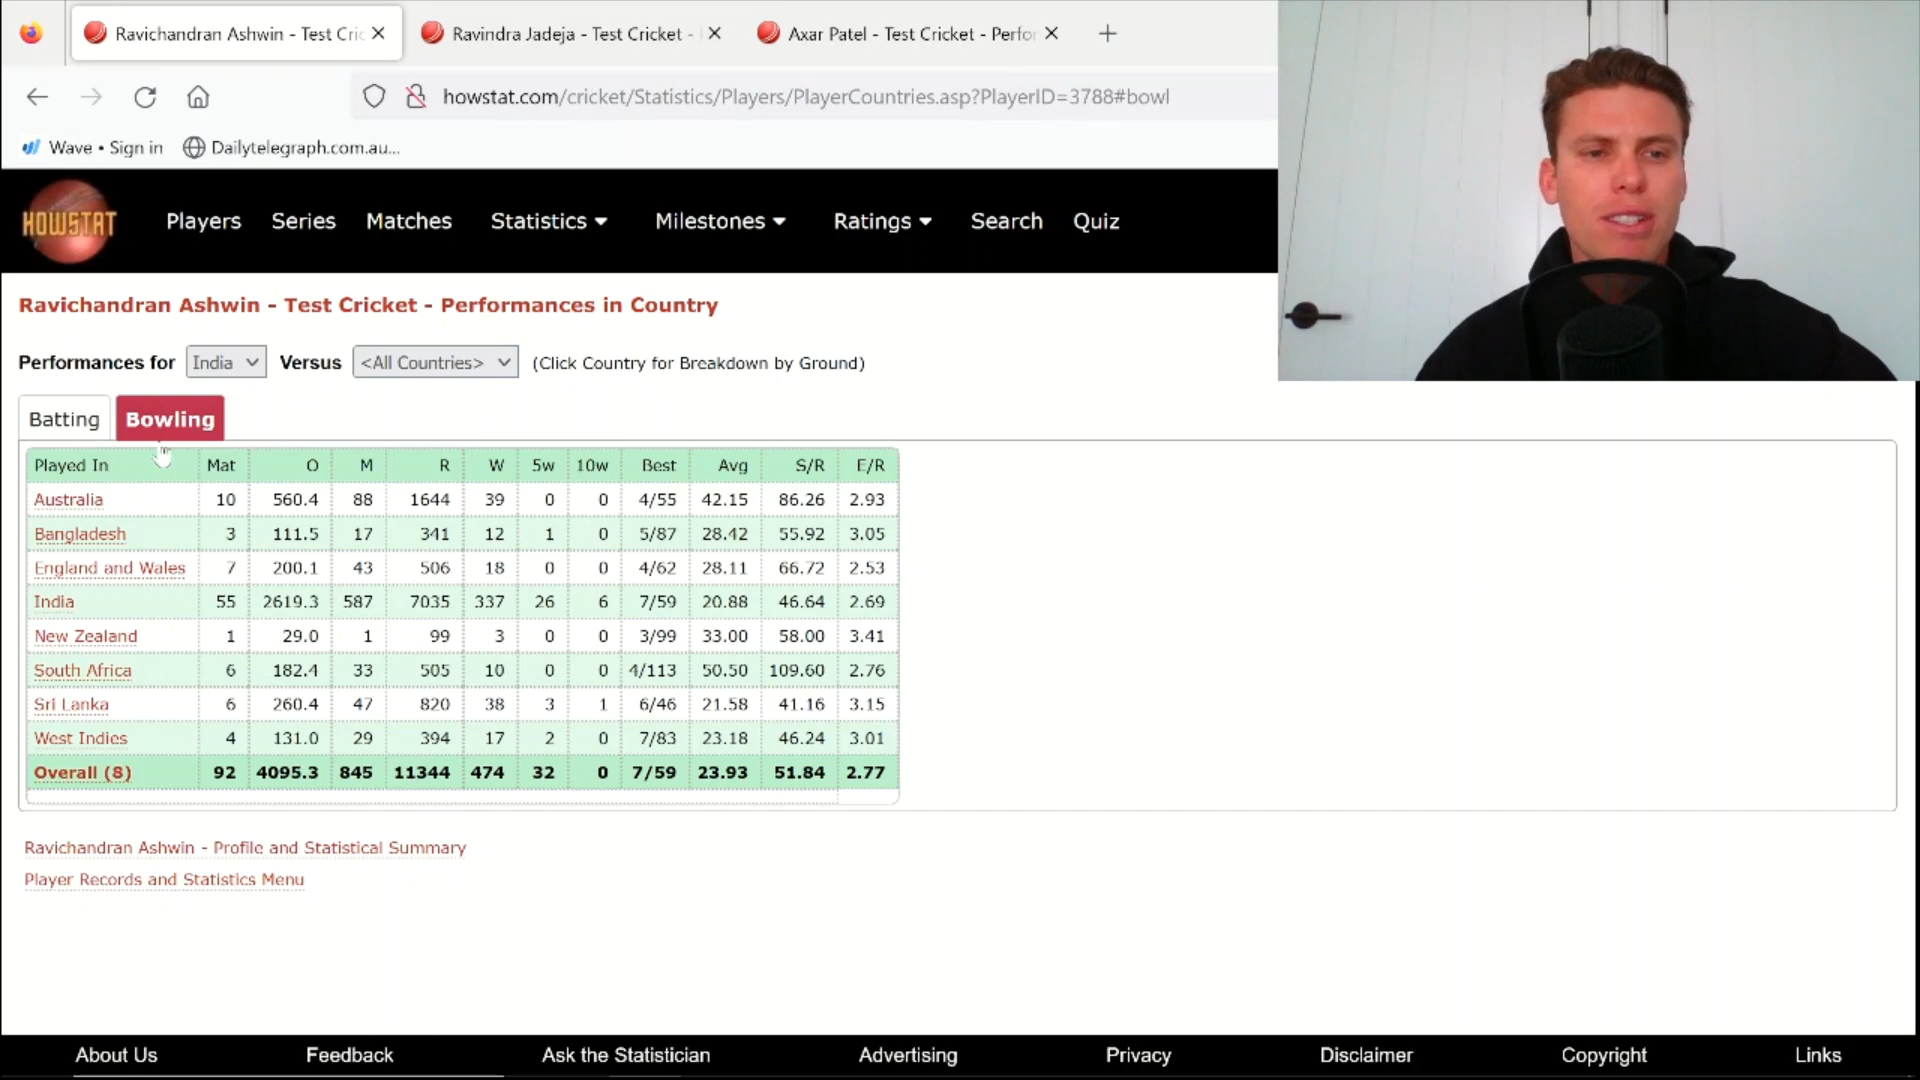 Ravichandran Ashwin - Test Cric
Ravindra Jadeja - Test Cricket -
Axar Patel - Test Cricket - Perfo
howstat.com/cricket/Statistics/Players/PlayerCountries.asp?PlayerID=3788#bowl
Wave • Sign in Dailytelegraph.com.au...
HOWSTAT Players Series Matches Statistics Milestones Ratings Search Quiz
Ravichandran Ashwin - Test Cricket - Performances in Country
Performances for India Versus <All Countries> (Click Country for Breakdown by Ground)
Batting Bowling
Played In Mat O M R W 5w 10w Best Avg S/R E/R
Australia 10 560.4 88 1644 39 0 0 4/55 42.15 86.26 2.93
Bangladesh 3 111.5 17 341 12 1 0 5/87 28.42 55.92 3.05
England and Wales 7 200.1 43 506 18 0 0 4/62 28.11 66.72 2.53
India 55 2619.3 587 7035 337 26 6 7/59 20.88 46.64 2.69
New Zealand 1 29.0 1 99 3 0 0 3/99 33.00 58.00 3.41
South Africa 6 182.4 33 505 10 0 0 4/113 50.50 109.60 2.76
Sri Lanka 6 260.4 47 820 38 3 1 6/46 21.58 41.16 3.15
West Indies 4 131.0 29 394 17 2 0 7/83 23.18 46.24 3.01
Overall (8) 92 4095.3 845 11344 474 32 0 7/59 23.93 51.84 2.77
Ravichandran Ashwin - Profile and Statistical Summary
Player Records and Statistics Menu
About Us Feedback Ask the Statistician Advertising Privacy Disclaimer Copyright Links